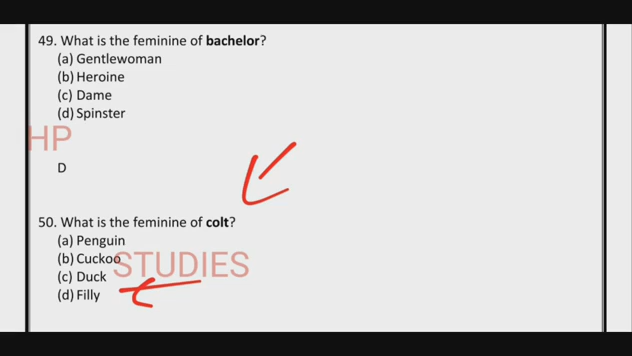 49. What is the feminine of bachelor?
(a) Gentlewoman
(b) Heroine
(c) Dame
(d) Spinster
HP
D
50. What is the feminine of colt?
(a) Penguin
(b) Cuckoo
STUDIES
(c) Duck
(d) Filly